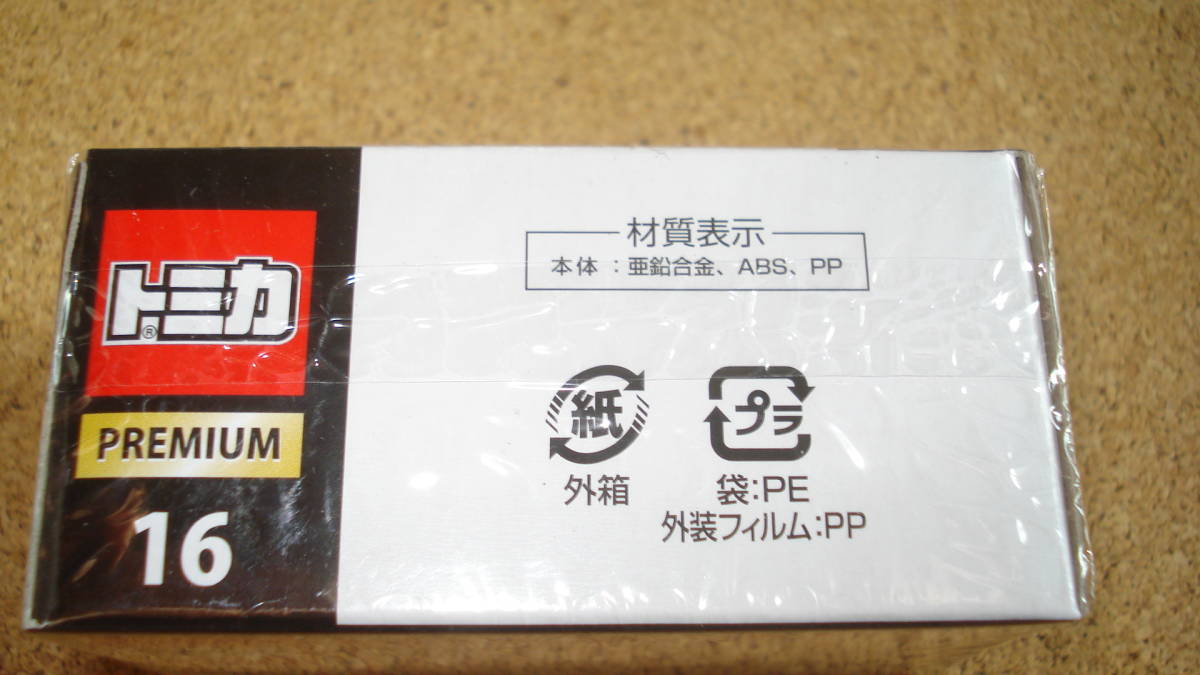 トミカ®
PREMIUM
16
材質表示
本体 : 亜鉛合金、ABS、PP
紙
外箱
プラ
袋:PE
外装フィルム:PP